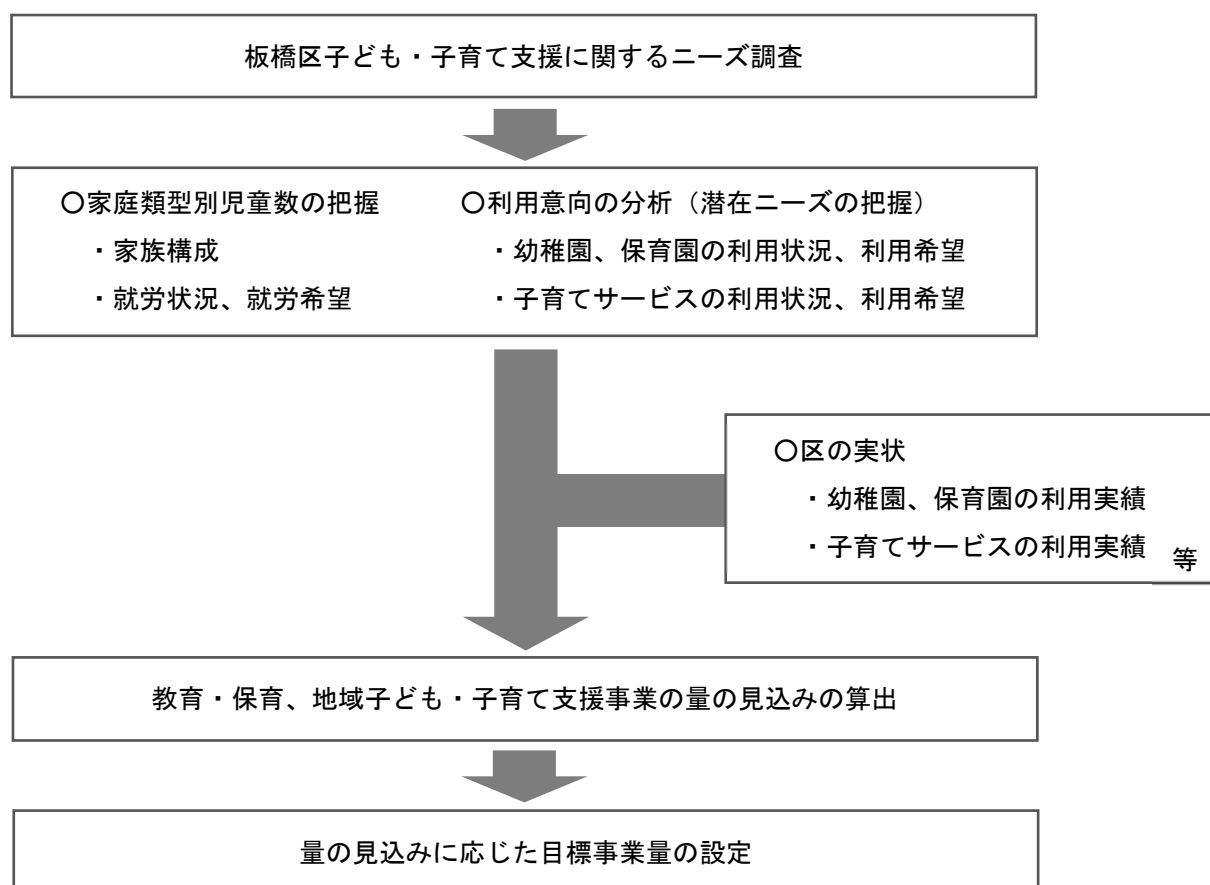 板橋区子ども・子育て支援に関するニーズ調査
〇家庭類型別児童数の把握
・家族構成
・就労状況、就労希望
〇利用意向の分析（潜在ニーズの把握）
・幼稚園、保育園の利用状況、利用希望
・子育てサービスの利用状況、利用希望
〇区の実状
・幼稚園、保育園の利用実績
・子育てサービスの利用実績
等
教育・保育、地域子ども・子育て支援事業の量の見込みの算出
量の見込みに応じた目標事業量の設定